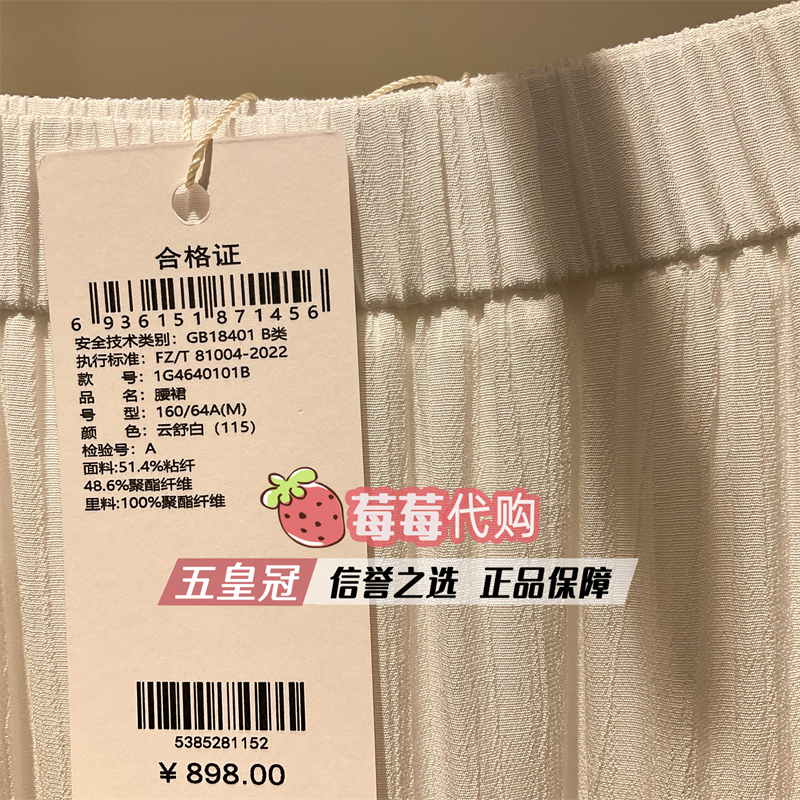 合格证
6 936151 871456
安全技术类别：GB18401 B类
执行标准：FZ/T 81004-2022
款 号：1G4640101B
品 名：腰裙
号 型：160/64A(M)
颜 色：云舒白（115）
检验号：A
面料:51.4%粘纤
48.6%聚酯纤维
里料:100%聚酯纤维
莓莓代购
五皇冠 信誉之选 正品保障
5385281152
¥ 898.00